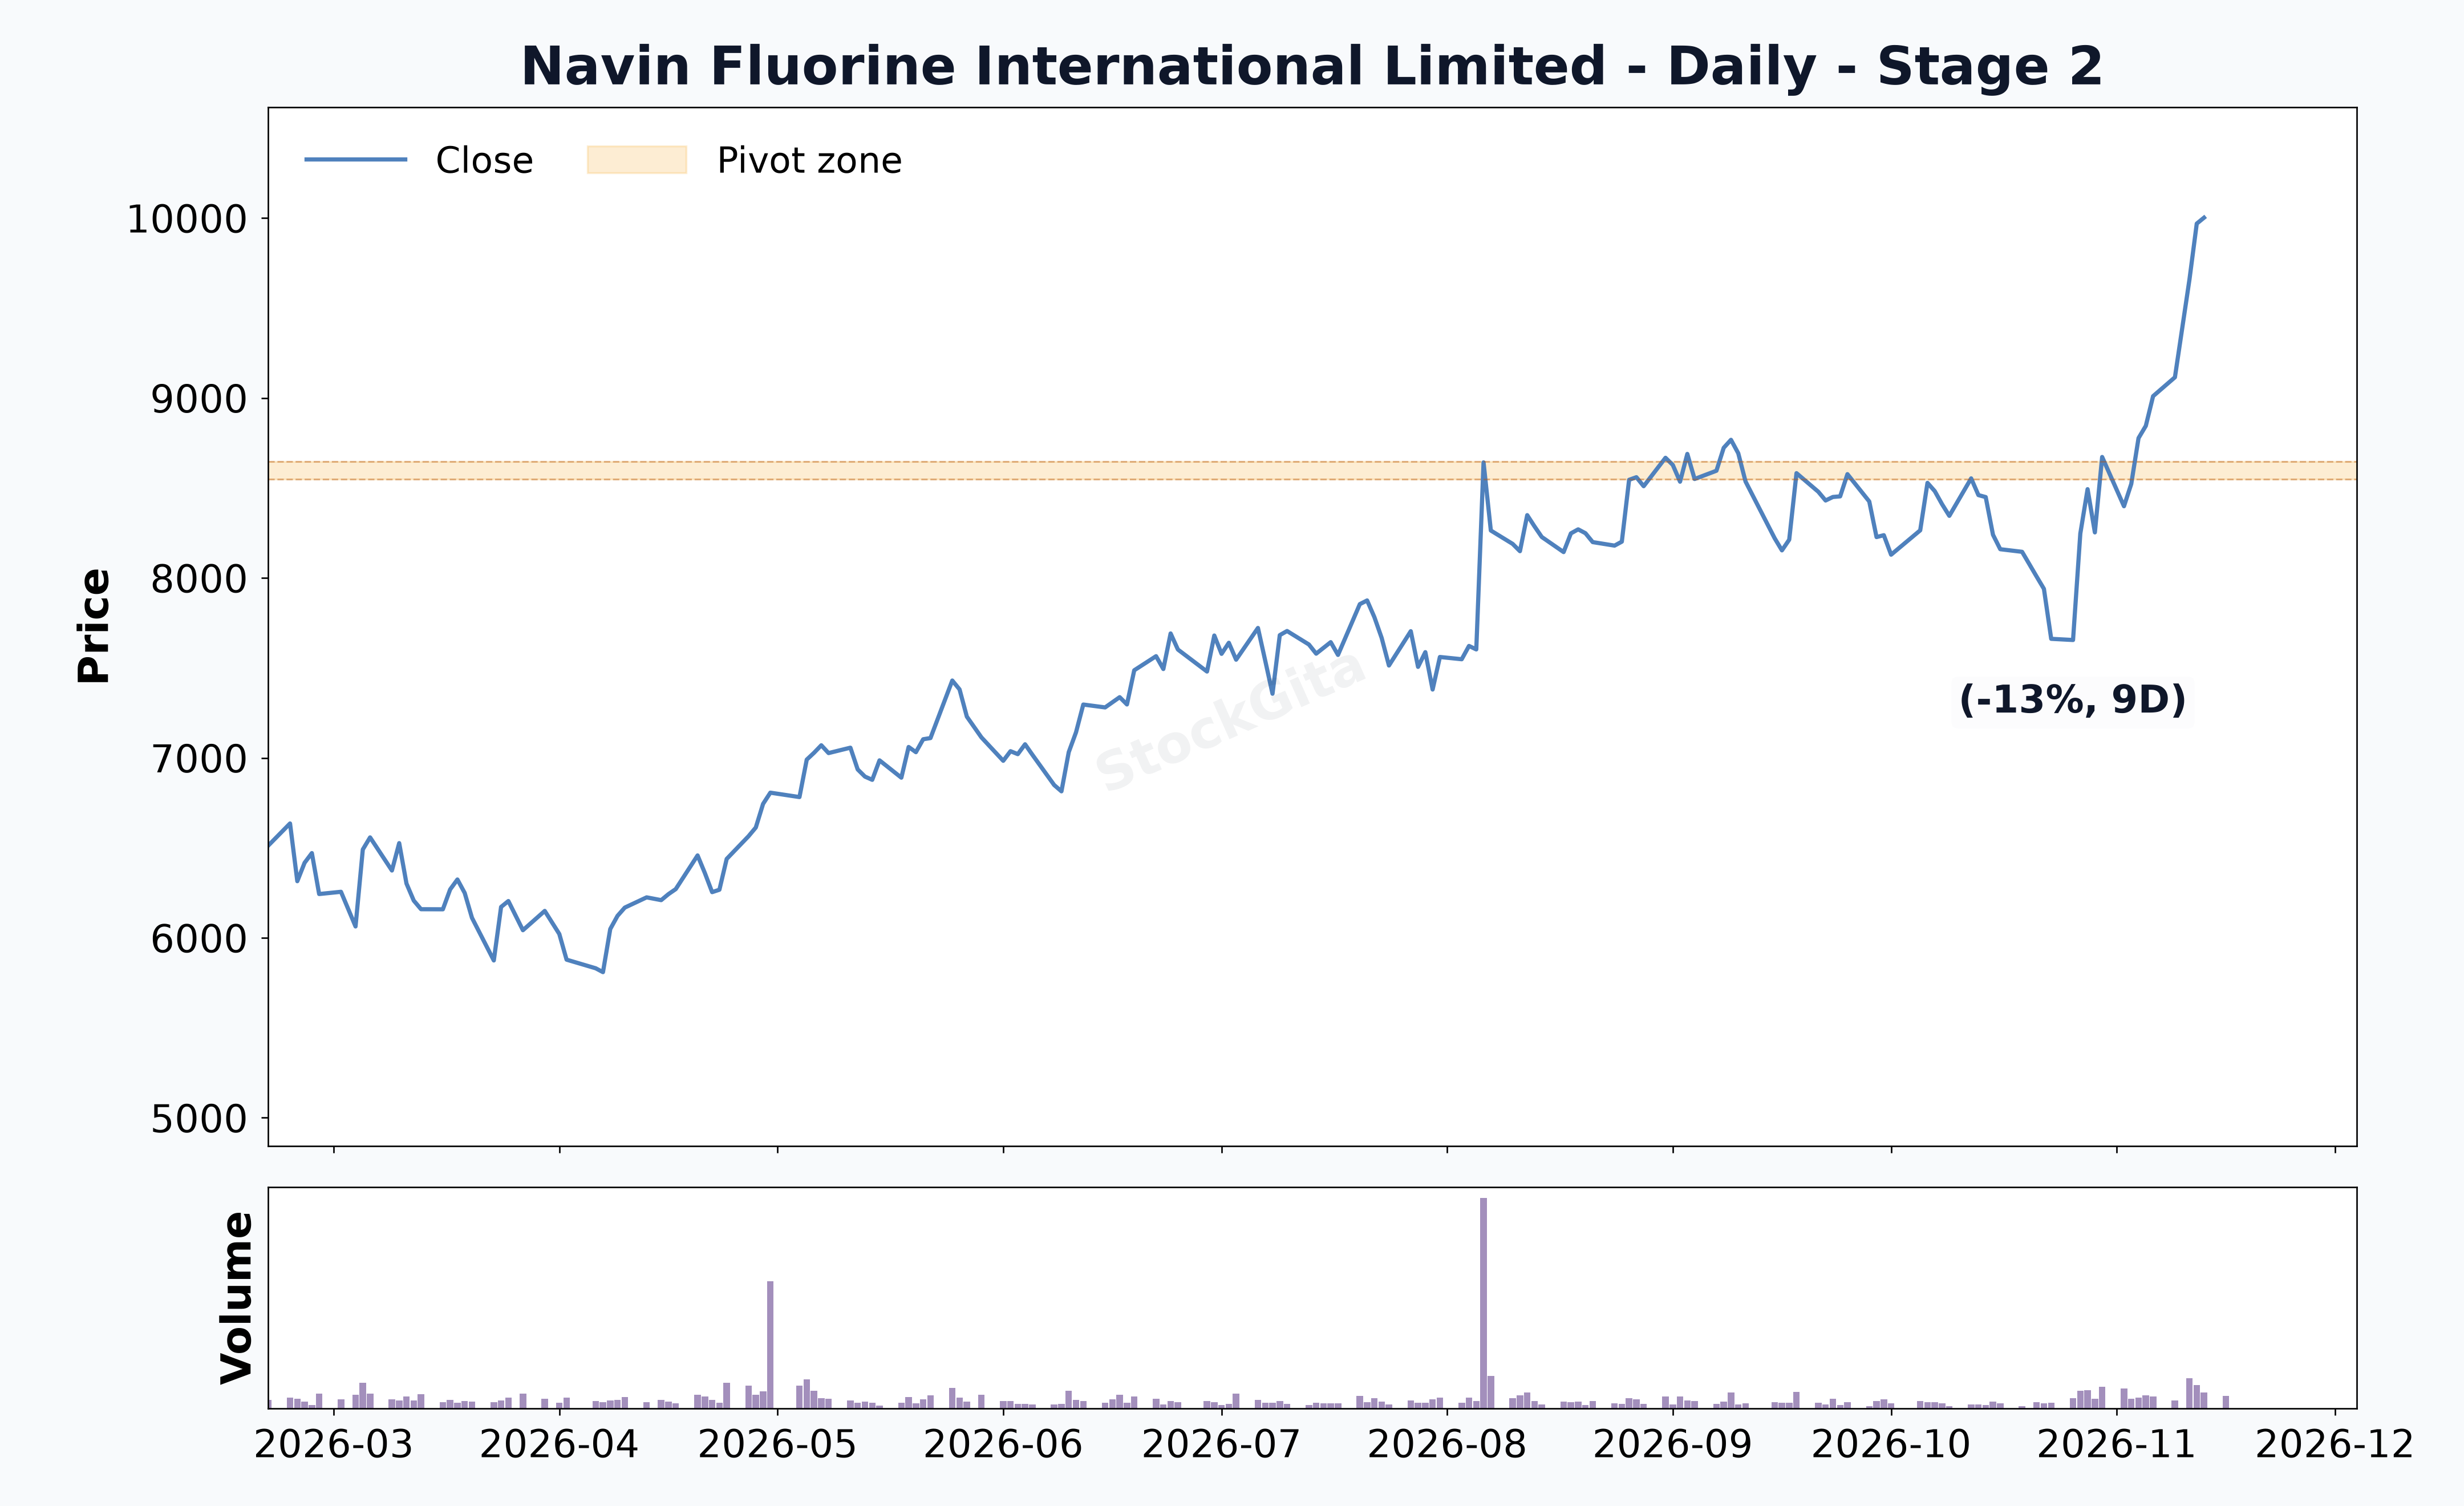 Navin Fluorine International Limited - Daily - Stage 2
Close
Pivot zone
10000
9000
8000
7000
6000
5000
Price
(-13%, 9D)
StockGita
Volume
2026-03 2026-04 2026-05 2026-06 2026-07 2026-08 2026-09 2026-10 2026-11 2026-12